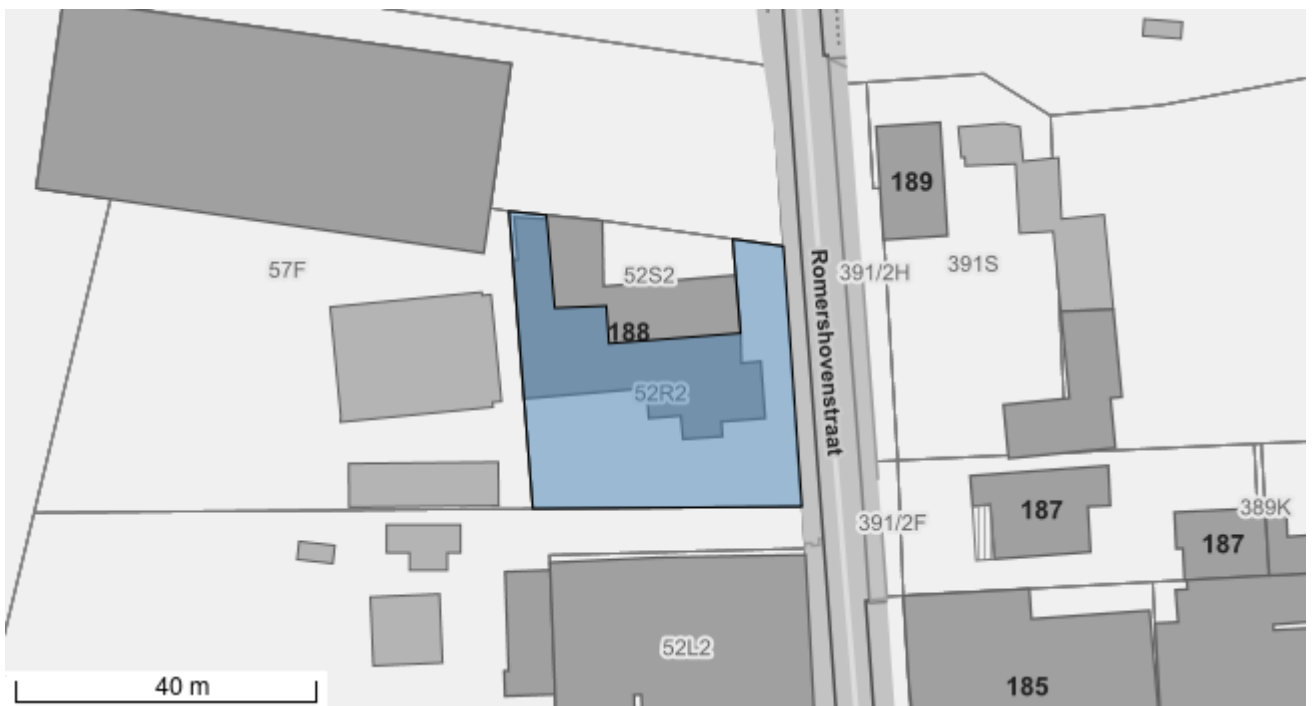 189
57F
52S2
391/2H
391S
188
Romershovenstraat
52R2
187
389K
391/2F
187
52L2
40 m
185